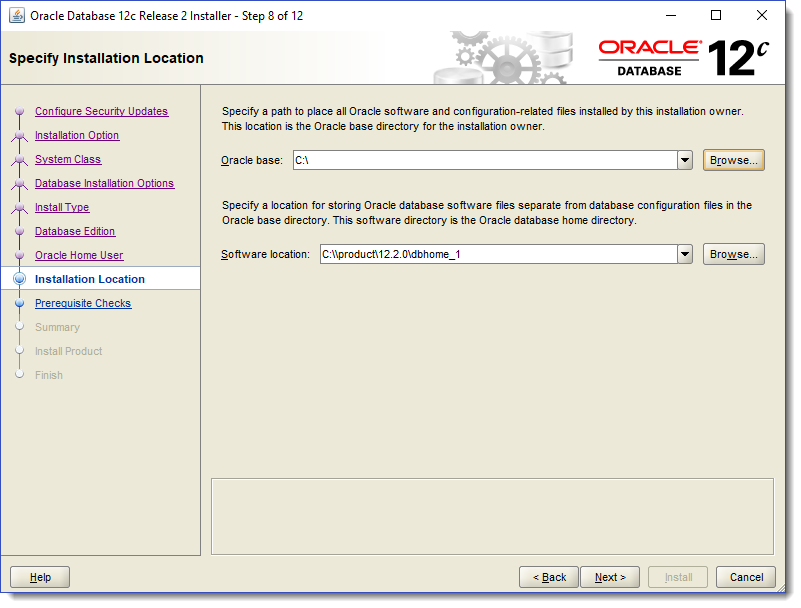 Oracle Database 12c Release 2 Installer - Step 8 of 12
Specify Installation Location
ORACLE®
DATABASE
12c
Configure Security Updates
Installation Option
System Class
Database Installation Options
Install Type
Database Edition
Oracle Home User
Installation Location
Prerequisite Checks
Summary
Install Product
Finish
Specify a path to place all Oracle software and configuration-related files installed by this installation owner.
This location is the Oracle base directory for the installation owner.
Oracle base: C:\ Browse...
Specify a location for storing Oracle database software files separate from database configuration files in the
Oracle base directory. This software directory is the Oracle database home directory.
Software location: C:\\product\12.2.0\dbhome_1 Browse...
Help < Back Next > Install Cancel